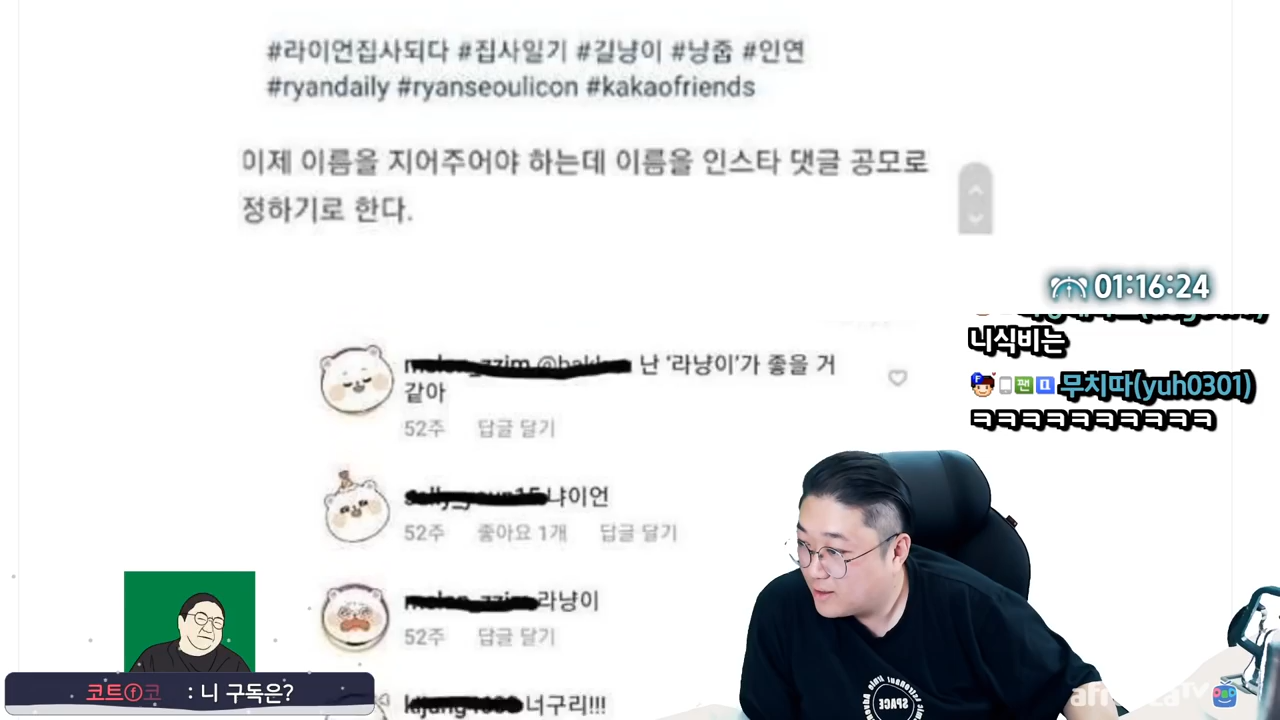 #라이언집사되다 #집사일기 #길냥이 #냥줍 #인연
#ryandaily #ryanseoulicon #kakaofriends
이제 이름을 지어주어야 하는데 이름을 인스타 댓글 공모로
정하기로 한다.
01:16:24
니식비는
팬 무치따(yuh0301)
ㅋㅋㅋㅋㅋㅋㅋㅋㅋㅋ
난 '라냥이'가 좋을 거
같아
52주 답글 달기
냐이언
52주 좋아요 1개 답글 달기
라냥이
52주 답글 달기
너구리!!!
코트ⓕ코 : 니 구독은?
SPACE
afreecaTV